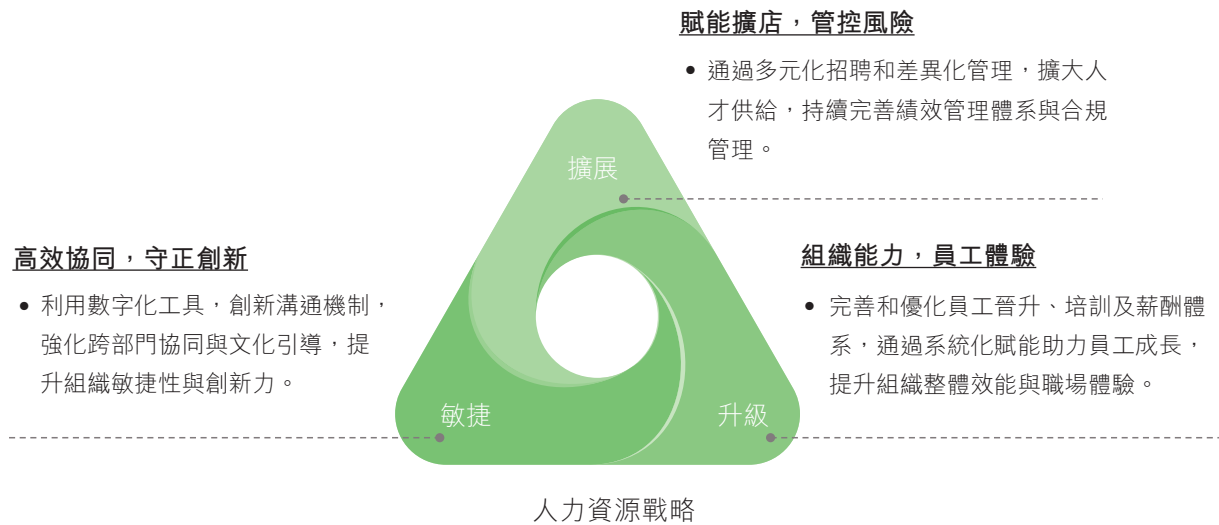 賦能擴店，管控風險
• 通過多元化招聘和差異化管理，擴大人
才供給，持續完善績效管理體系與合規
管理。
擴展
高效協同，守正創新
• 利用數字化工具，創新溝通機制，
強化跨部門協同與文化引導，提
升組織敏捷性與創新力。
組織能力，員工體驗
• 完善和優化員工晉升、培訓及薪酬體
系，通過系統化賦能助力員工成長，
提升組織整體效能與職場體驗。
敏捷
升級
人力資源戰略